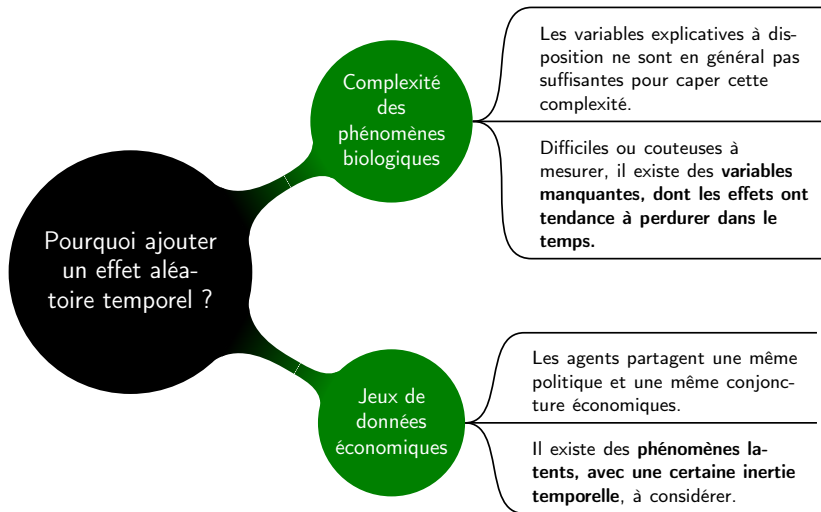 Pourquoi ajouter
un effet aléa-
toire temporel ?
Complexité
des
phénomènes
biologiques
Les variables explicatives à dis-
position ne sont en général pas
suffisantes pour caper cette
complexité.
Difficiles ou couteuses à
mesurer, il existe des variables
manquantes, dont les effets ont
tendance à perdurer dans le
temps.
Jeux de
données
économiques
Les agents partagent une même
politique et une même conjonc-
ture économiques.
Il existe des phénomènes la-
tents, avec une certaine inertie
temporelle, à considérer.